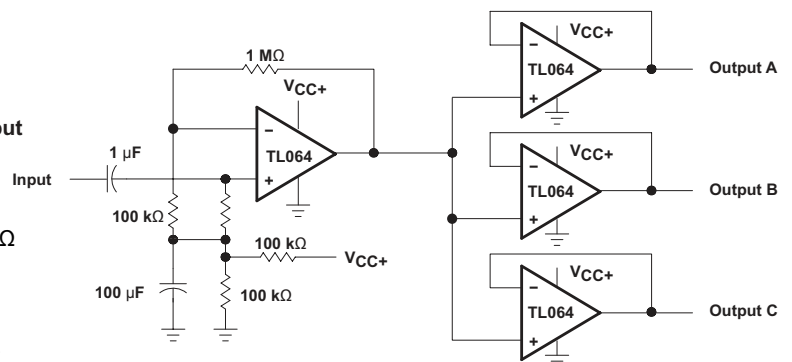 1 MΩ
VCC+
TL064
1 µF
Input
100 kΩ
100 kΩ
VCC+
100 µF
100 kΩ
VCC+
TL064
Output A
VCC+
TL064
Output B
VCC+
TL064
Output C
Ω